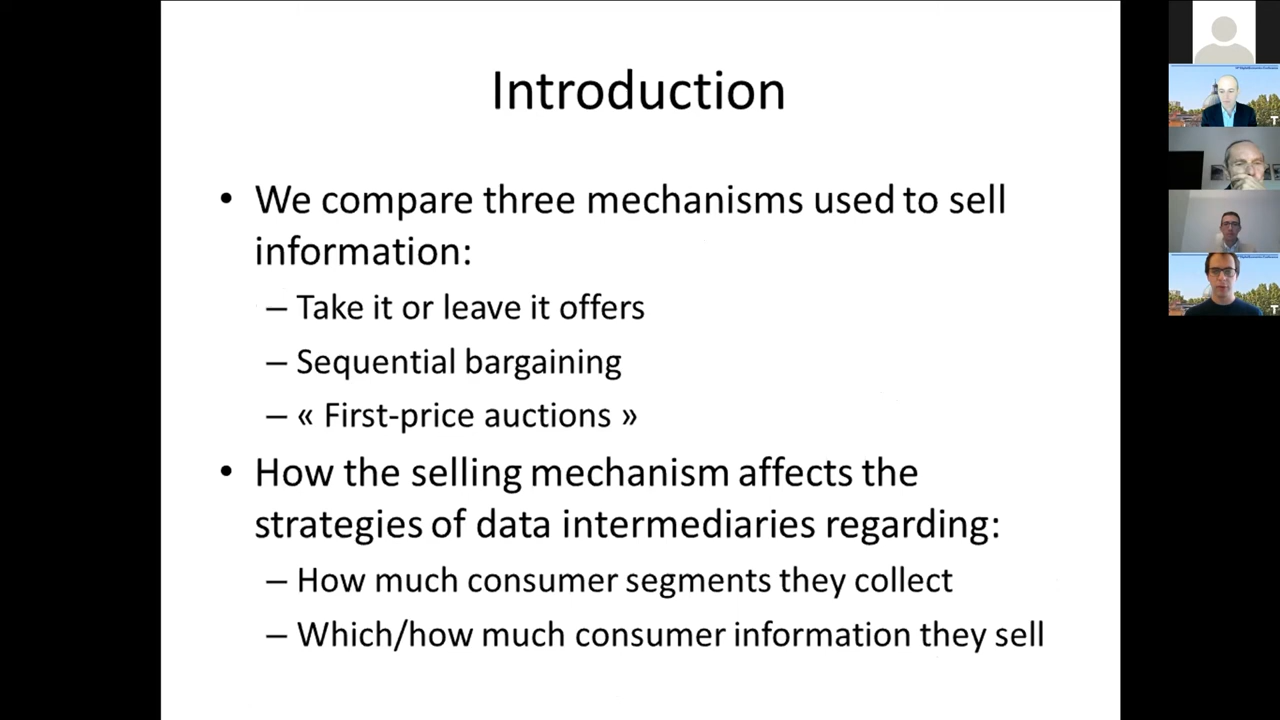 Introduction
• We compare three mechanisms used to sell
information:
– Take it or leave it offers
– Sequential bargaining
– « First-price auctions »
• How the selling mechanism affects the
strategies of data intermediaries regarding:
– How much consumer segments they collect
– Which/how much consumer information they sell